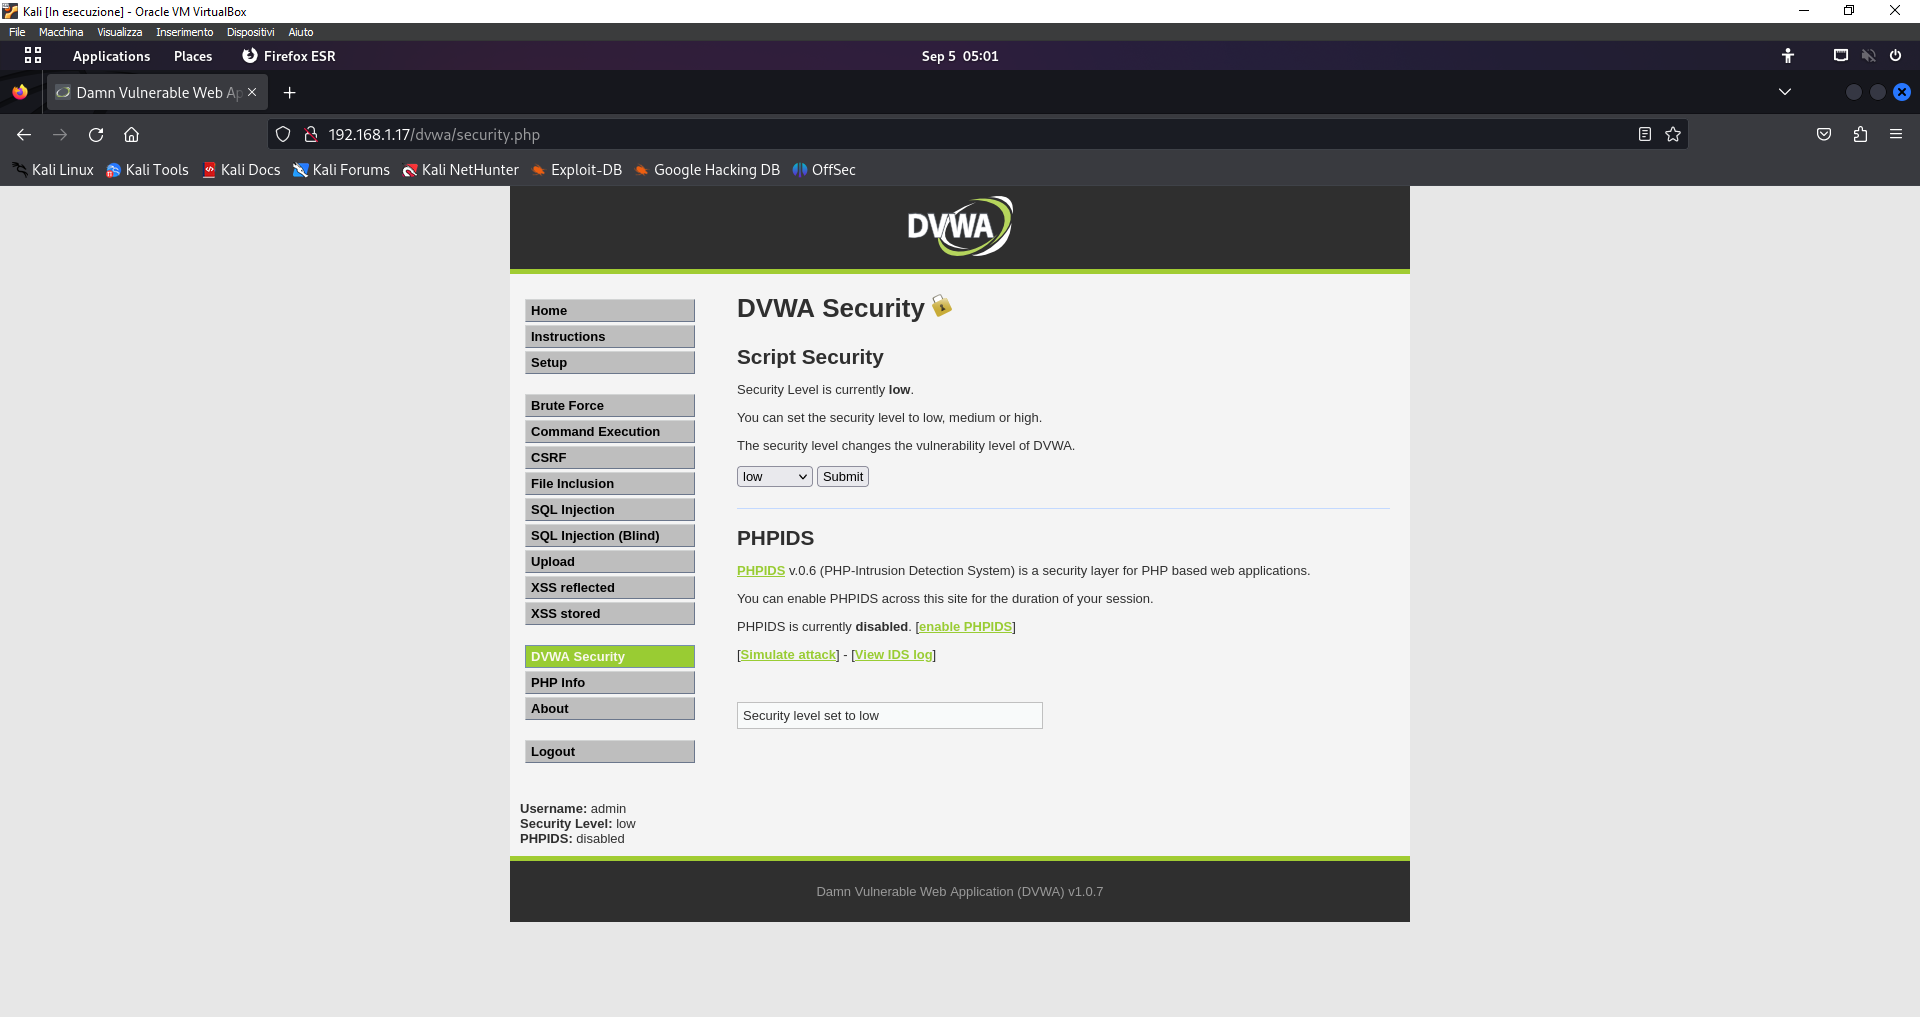 Kali [In esecuzione] - Oracle VM VirtualBox
File Macchina Visualizza Inserimento Dispositivi Aiuto
Applications Places Firefox ESR Sep 5 05:01
Damn Vulnerable Web Ap
192.168.1.17/dvwa/security.php
Kali Linux Kali Tools Kali Docs Kali Forums Kali NetHunter Exploit-DB Google Hacking DB OffSec
DVWA
Home
Instructions
Setup
Brute Force
Command Execution
CSRF
File Inclusion
SQL Injection
SQL Injection (Blind)
Upload
XSS reflected
XSS stored
DVWA Security
PHP Info
About
Logout
DVWA Security
Script Security
Security Level is currently low.
You can set the security level to low, medium or high.
The security level changes the vulnerability level of DVWA.
low Submit
PHPIDS
PHPIDS v.0.6 (PHP-Intrusion Detection System) is a security layer for PHP based web applications.
You can enable PHPIDS across this site for the duration of your session.
PHPIDS is currently disabled. [enable PHPIDS]
[Simulate attack] - [View IDS log]
Security level set to low
Username: admin
Security Level: low
PHPIDS: disabled
Damn Vulnerable Web Application (DVWA) v1.0.7